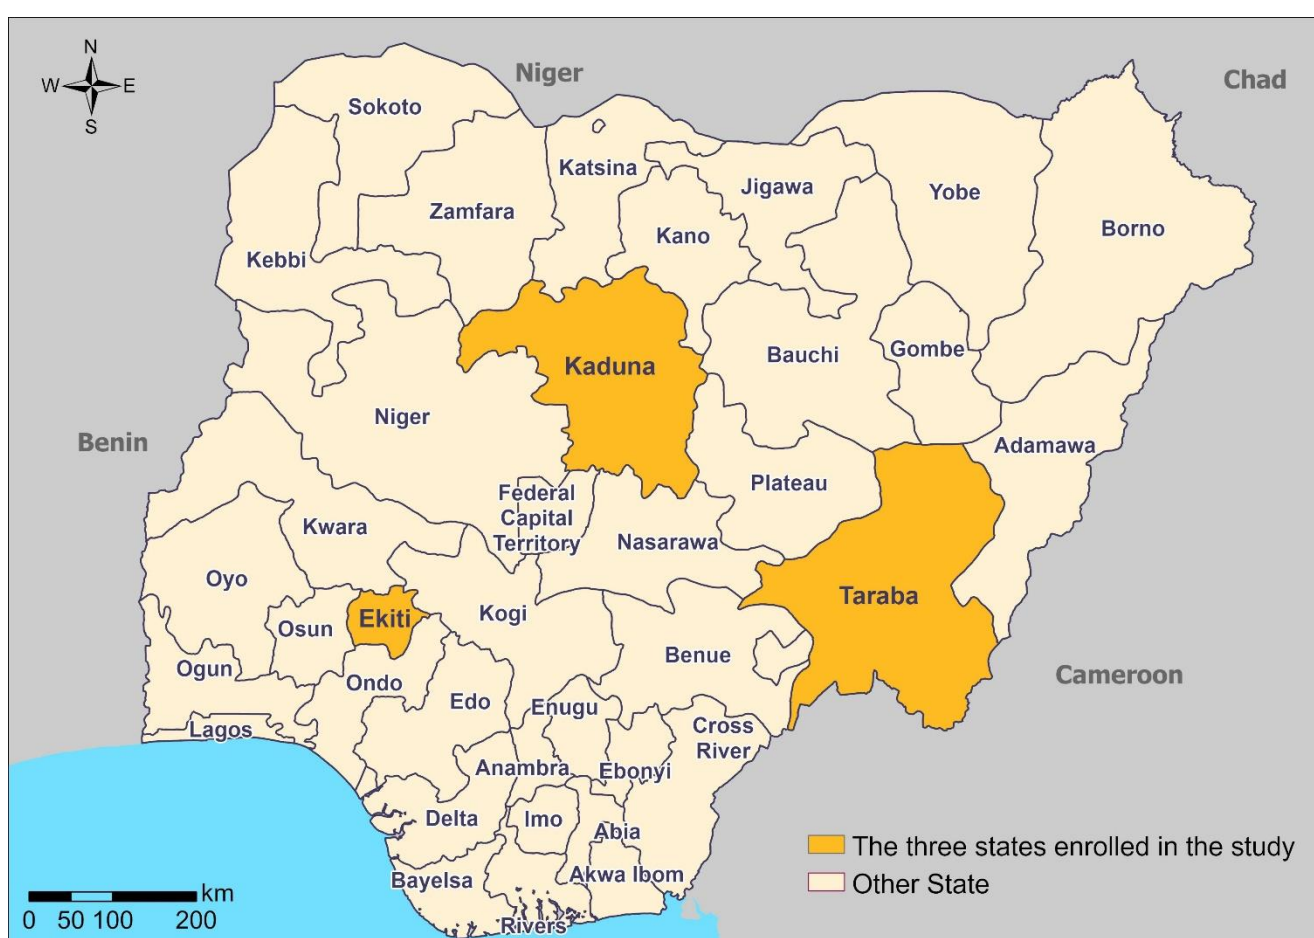 N
W E
S
Niger
Chad
Sokoto
Katsina
Jigawa
Yobe
Zamfara
Kano
Borno
Kebbi
Kaduna
Bauchi
Gombe
Niger
Benin
Adamawa
Plateau
Federal
Capital
Territory
Kwara
Nasarawa
Oyo
Taraba
Ekiti
Kogi
Osun
Benue
Ogun
Ondo
Cameroon
Edo
Enugu
Cross
River
Lagos
Anambra
Ebonyi
Delta
Imo
Abia
The three states enrolled in the study
Bayelsa
Akwa Ibom
Other State
Rivers
km
0 50 100 200